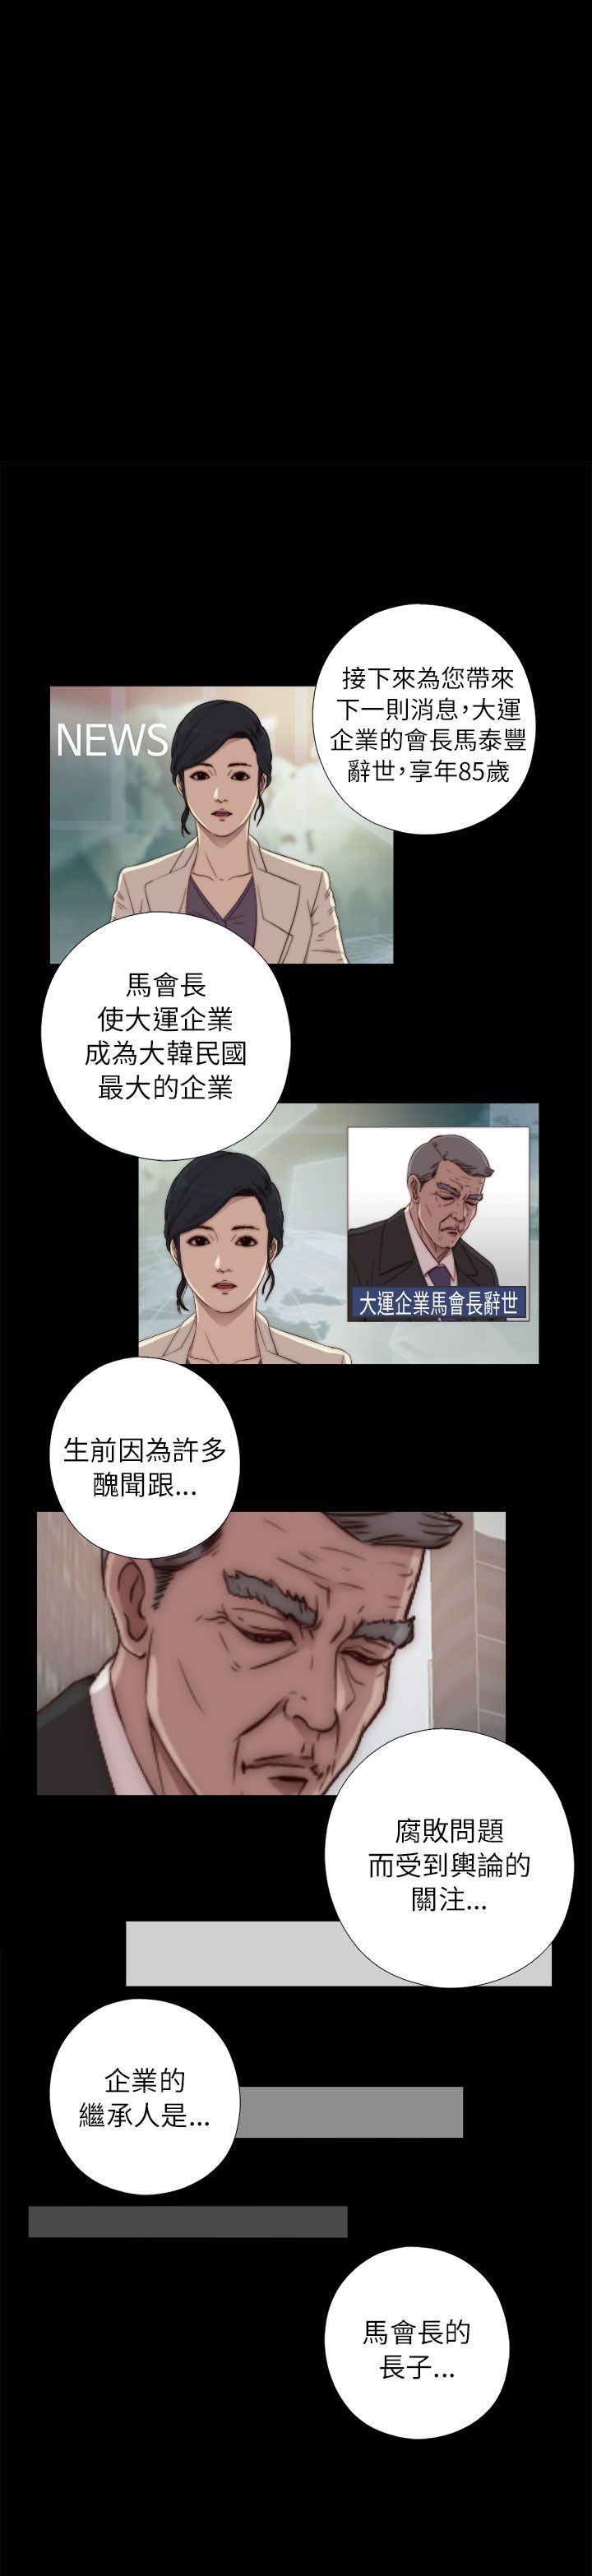 接下來為您帶來
下一則消息，大運
企業的會長馬泰豐
辭世，享年85歲
NEWS
馬會長
使大運企業
成為大韓民國
最大的企業
大運企業馬會長辭世
生前因為許多
醜聞跟...
腐敗問題
而受到輿論的
關注...
企業的
繼承人是...
馬會長的
長子...